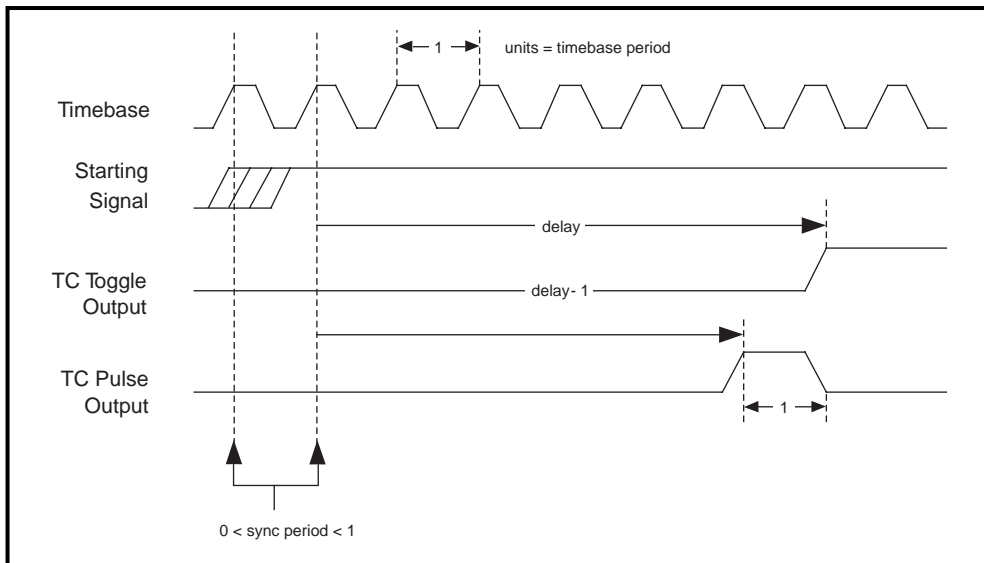 1
units = timebase period
Timebase
Starting
Signal
delay
TC Toggle
Output
delay- 1
TC Pulse
Output
1
0 < sync period < 1